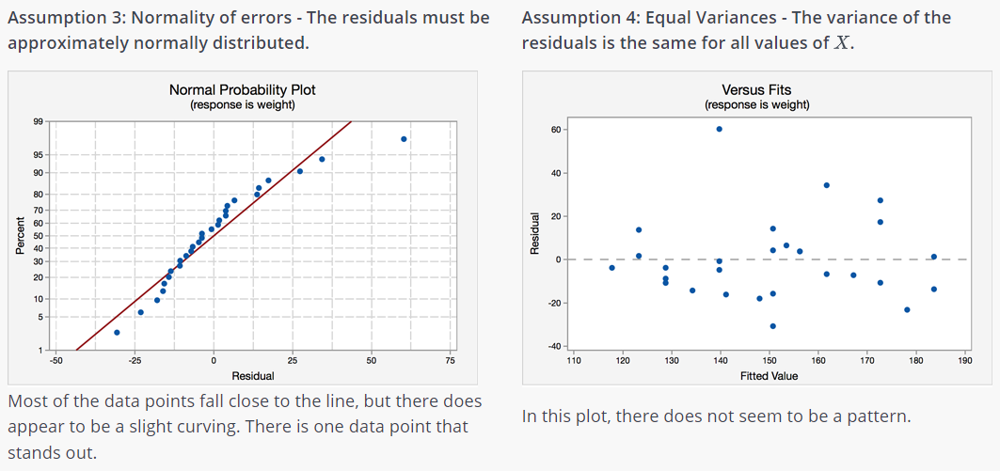 Assumption 3: Normality of errors - The residuals must be
approximately normally distributed.
Normal Probability Plot
(response is weight)
99
95
90
80
70
60
50
40
30
20
10
5
1
Percent
-50
-25
0
25
50
75
Residual
Most of the data points fall close to the line, but there does
appear to be a slight curving. There is one data point that
stands out.
Assumption 4: Equal Variances - The variance of the
residuals is the same for all values of X.
Versus Fits
(response is weight)
60
40
20
0
-20
-40
Residual
110
120
130
140
150
160
170
180
190
Fitted Value
In this plot, there does not seem to be a pattern.